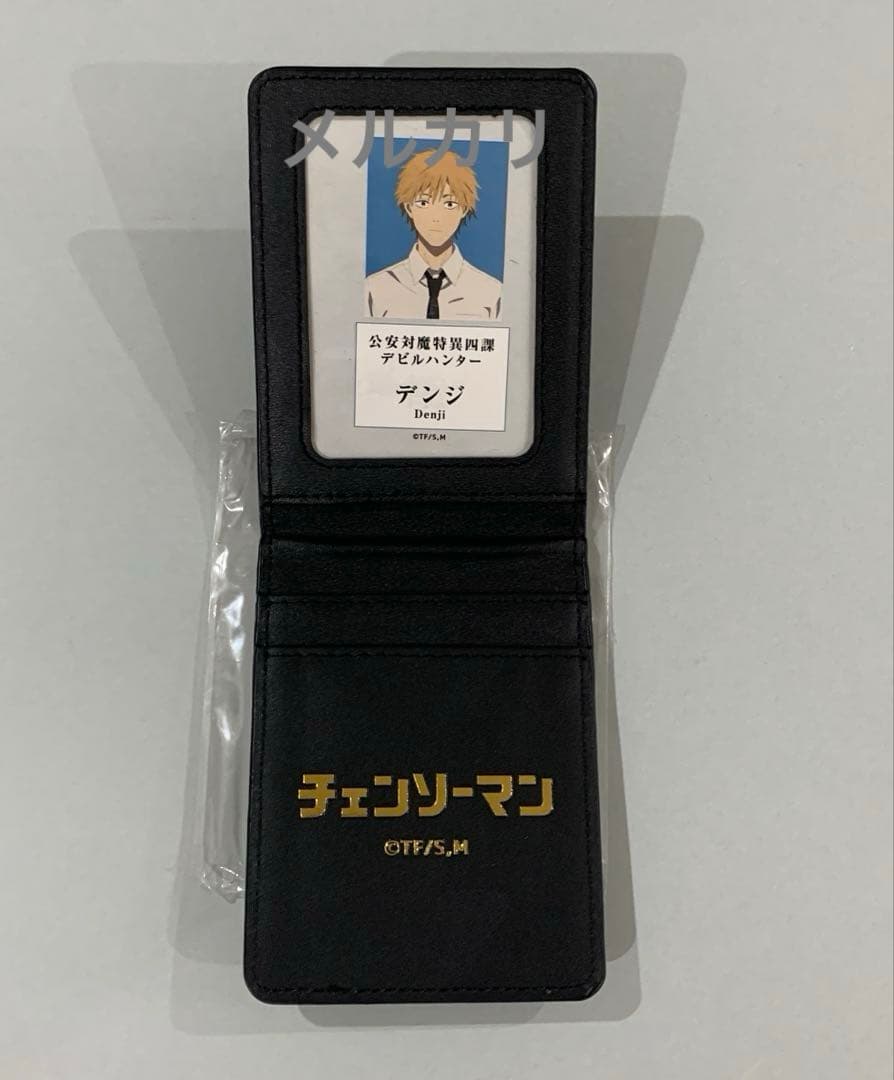 メルカリ
公安対魔特異四課
デビルハンター
デンジ
Denji
©TF/S,M
チェンソーマン
©TF/S,M